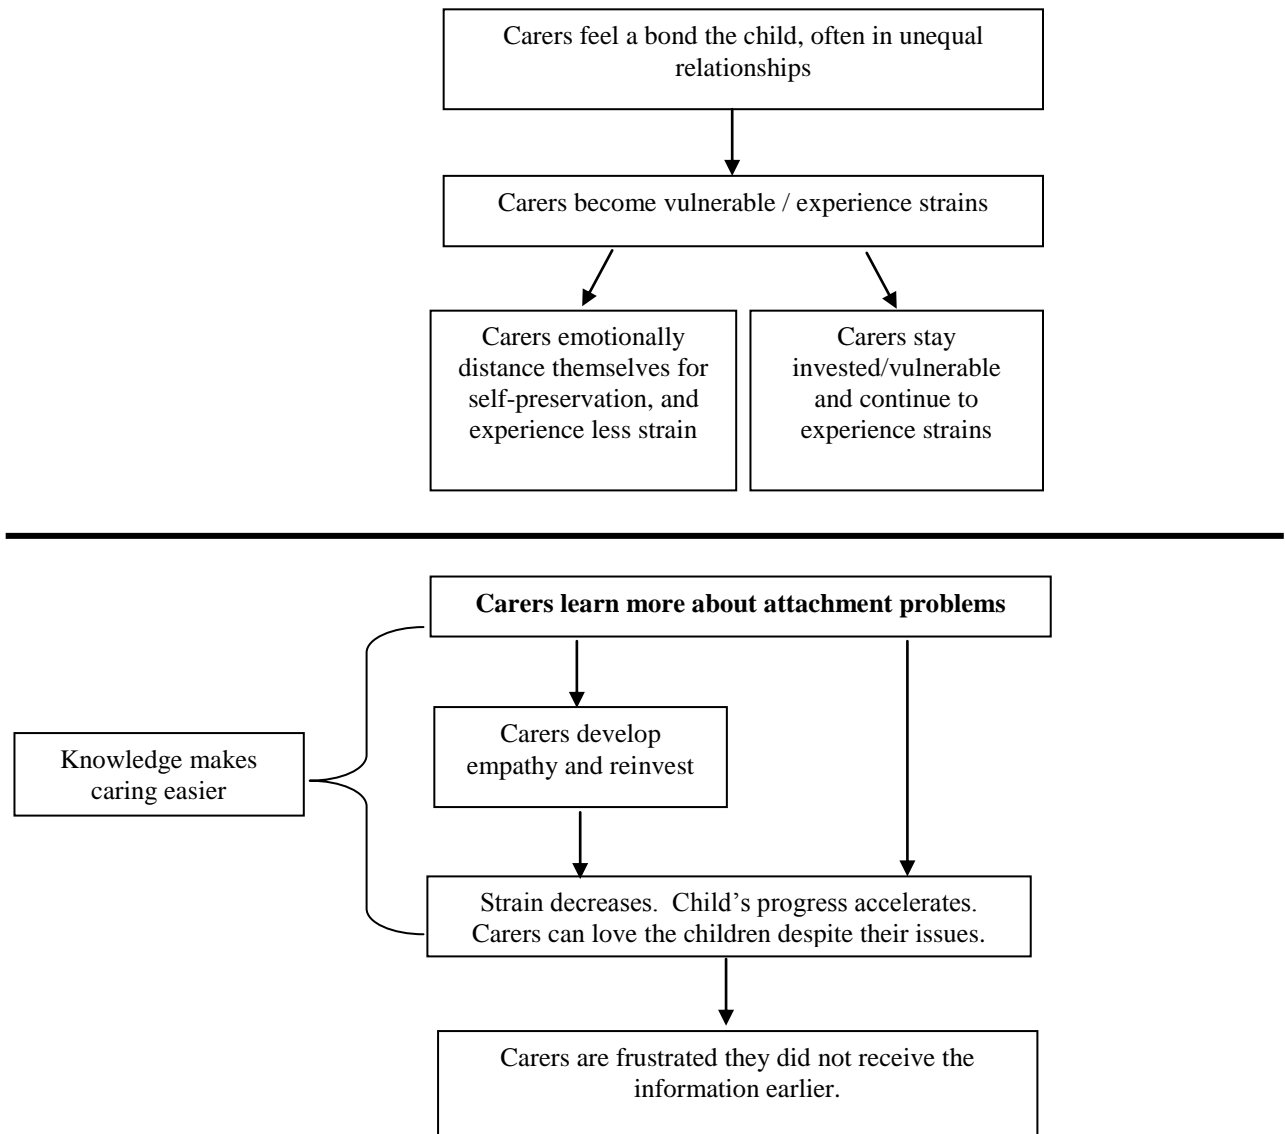 Carers feel a bond the child, often in unequal
relationships
Carers become vulnerable / experience strains
Carers emotionally
distance themselves for
self-preservation, and
experience less strain
Carers stay
invested/vulnerable
and continue to
experience strains
Carers learn more about attachment problems
Carers develop
empathy and reinvest
Knowledge makes
caring easier
Strain decreases.  Child’s progress accelerates.
Carers can love the children despite their issues.
Carers are frustrated they did not receive the
information earlier.